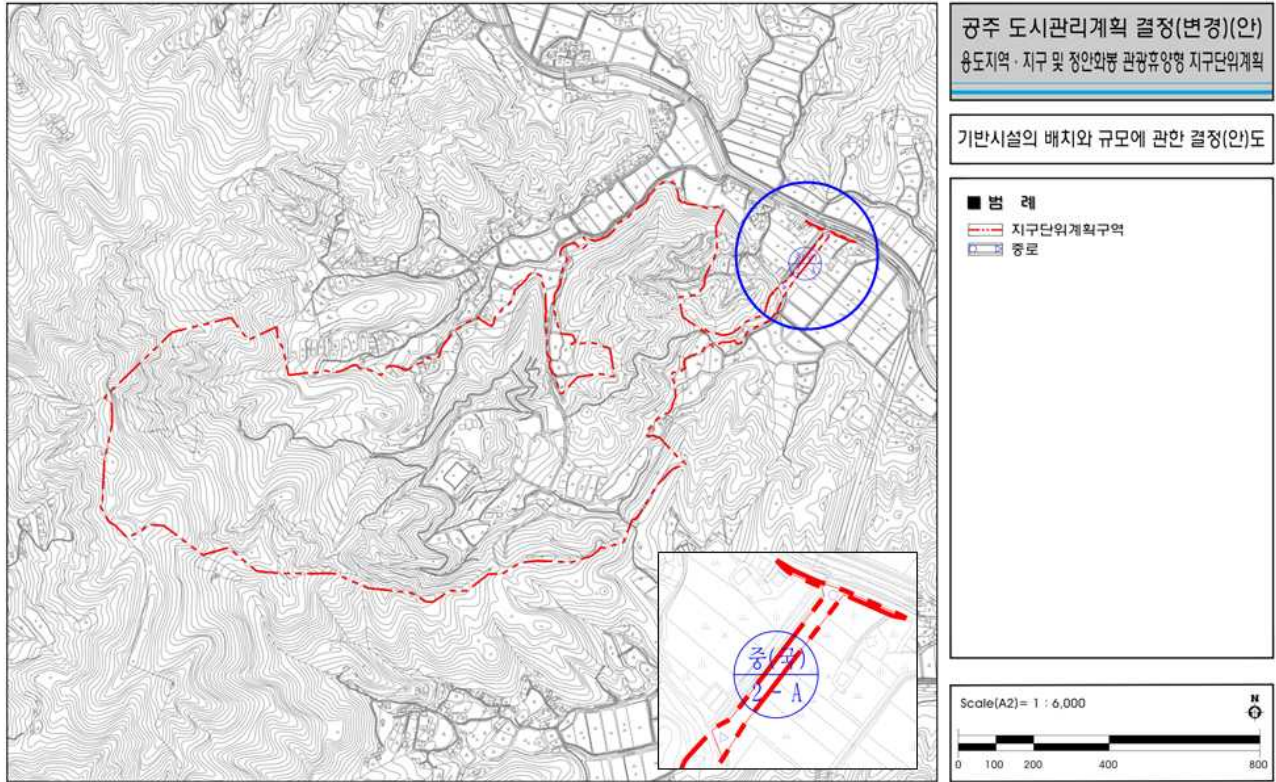 공주 도시관리계획 결정(변경)(안)
용도지역 · 지구 및 정안화봉 관광휴양형 지구단위계획
기반시설의 배치와 규모에 관한 결정(안)도
■ 범 례
지구단위계획구역
중로
중(국)
2 - A
Scale(A2)= 1 : 6,000
N
0 100 200 400 800